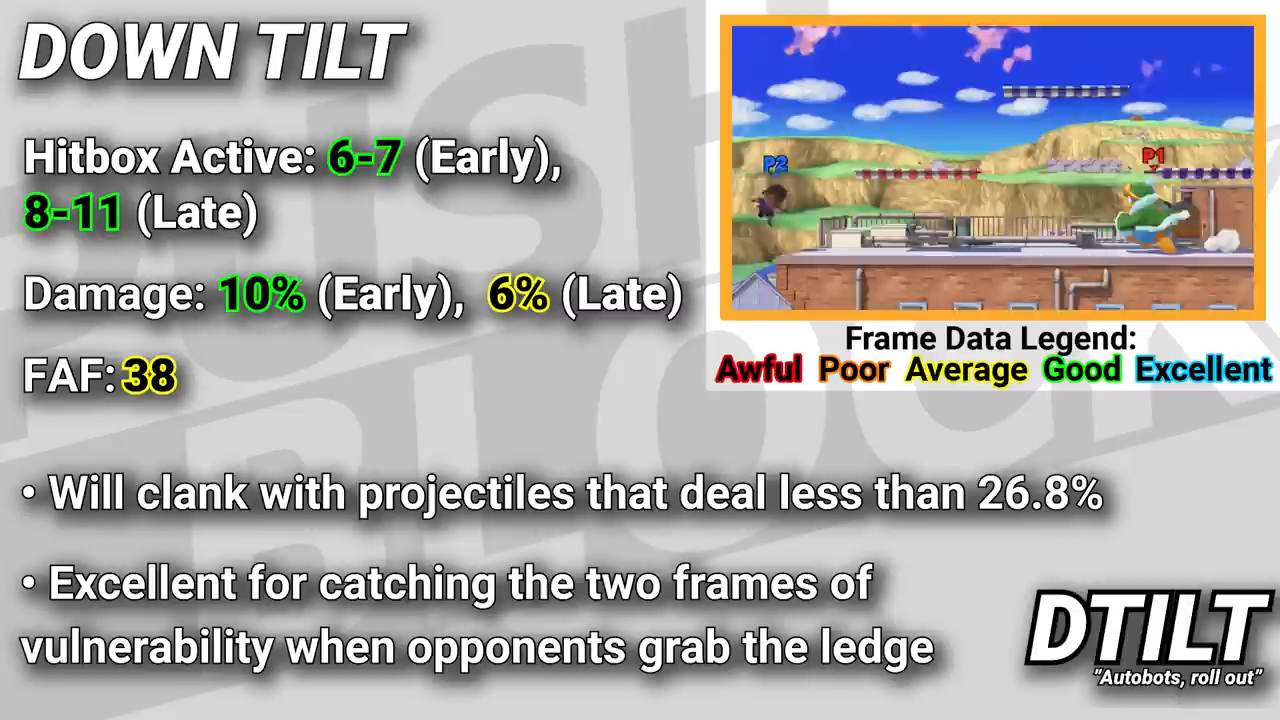 DOWN TILT
Hitbox Active: 6-7 (Early),
8-11 (Late)
Damage: 10% (Early), 6% (Late)
FAF: 38
• Will clank with projectiles that deal less than 26.8%
• Excellent for catching the two frames of
vulnerability when opponents grab the ledge
P2
P1
Frame Data Legend:
Awful Poor Average Good Excellent
DTILT
"Autobots, roll out"
PUSH
BLOCK